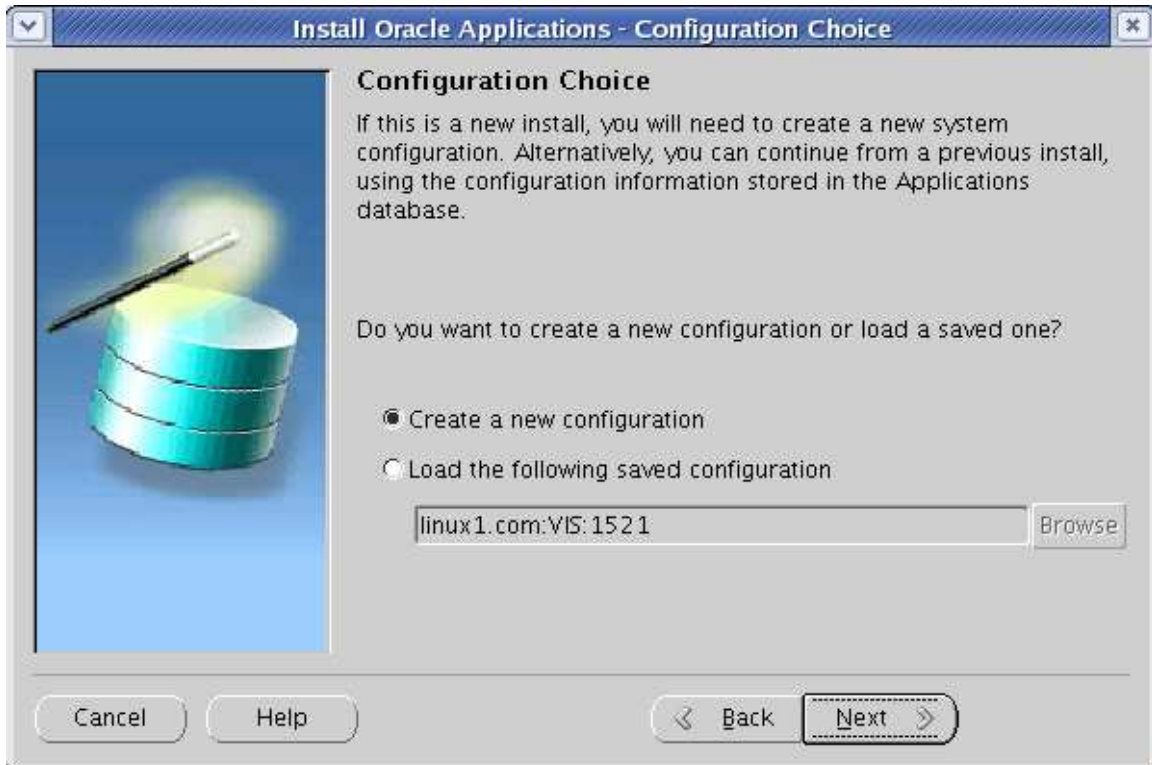 Install Oracle Applications - Configuration Choice
Configuration Choice
If this is a new install, you will need to create a new system
configuration. Alternatively, you can continue from a previous install,
using the configuration information stored in the Applications
database.
Do you want to create a new configuration or load a saved one?
Create a new configuration
Load the following saved configuration
linux1.com:VIS:1521
Browse
Cancel
Help
Back
Next